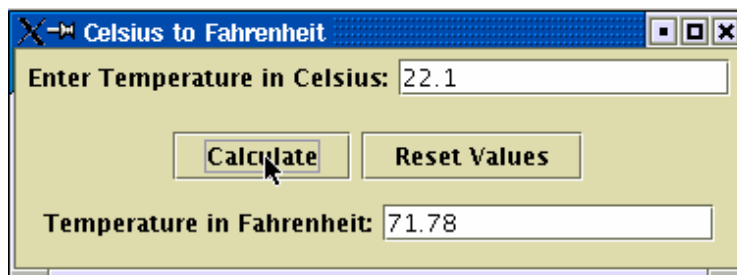 Celsius to Fahrenheit
Enter Temperature in Celsius: 22.1
Calculate Reset Values
Temperature in Fahrenheit: 71.78